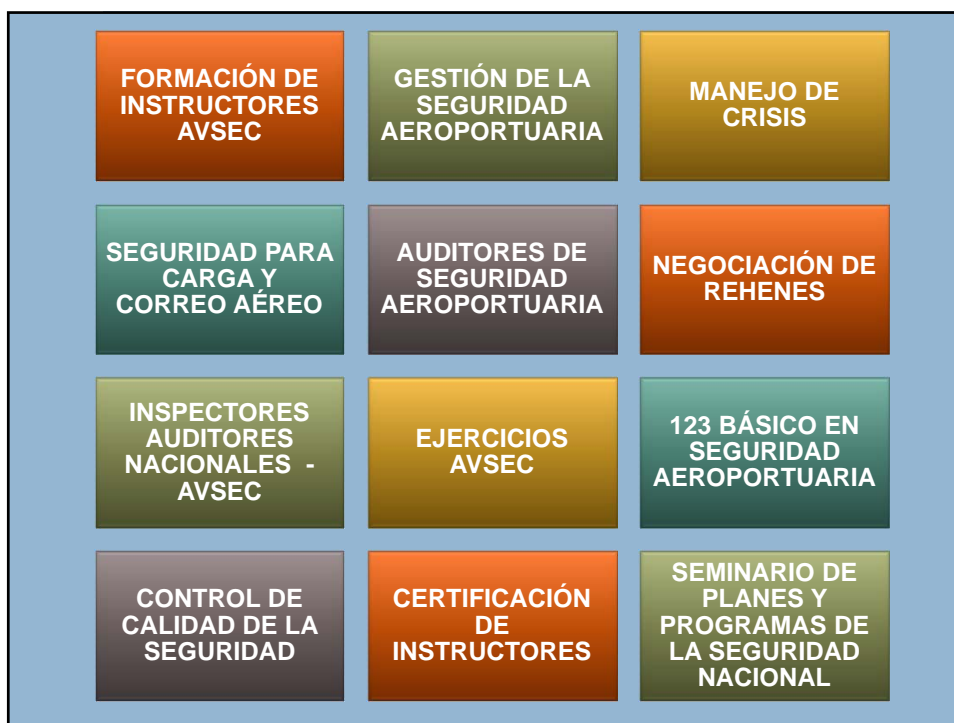 FORMACIÓN DE
INSTRUCTORES
AVSEC
GESTIÓN DE LA
SEGURIDAD
AEROPORTUARIA
MANEJO DE
CRISIS
SEGURIDAD PARA
CARGA Y
CORREO AÉREO
AUDITORES DE
SEGURIDAD
AEROPORTUARIA
NEGOCIACIÓN DE
REHENES
INSPECTORES
AUDITORES
NACIONALES -
AVSEC
EJERCICIOS
AVSEC
123 BÁSICO EN
SEGURIDAD
AEROPORTUARIA
CONTROL DE
CALIDAD DE LA
SEGURIDAD
CERTIFICACIÓN
DE
INSTRUCTORES
SEMINARIO DE
PLANES Y
PROGRAMAS DE
LA SEGURIDAD
NACIONAL